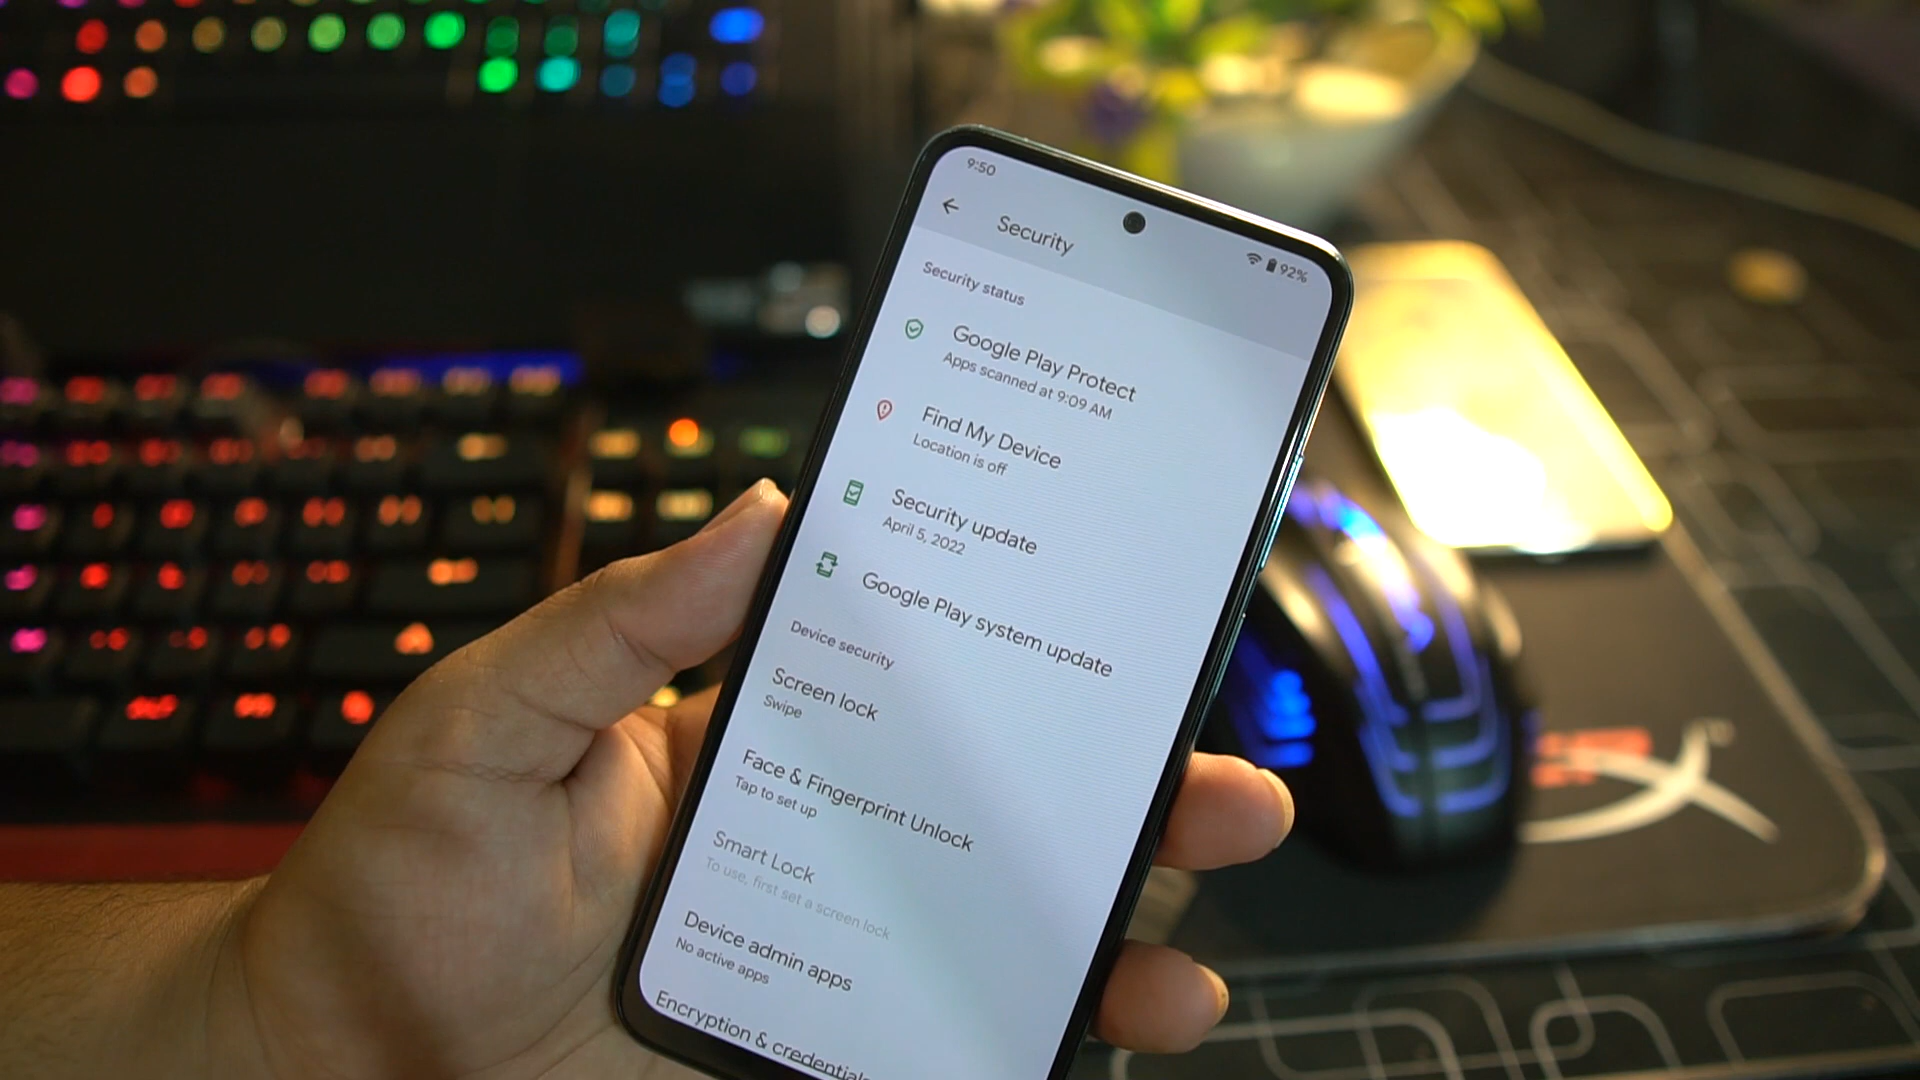 9:50
92%
Security
Security status
Google Play Protect
Apps scanned at 9:09 AM
Find My Device
Location is off
Security update
April 5, 2022
Google Play system update
Device security
Screen lock
Swipe
Face & Fingerprint Unlock
Tap to set up
Smart Lock
To use, first set a screen lock
Device admin apps
No active apps
Encryption & credentials